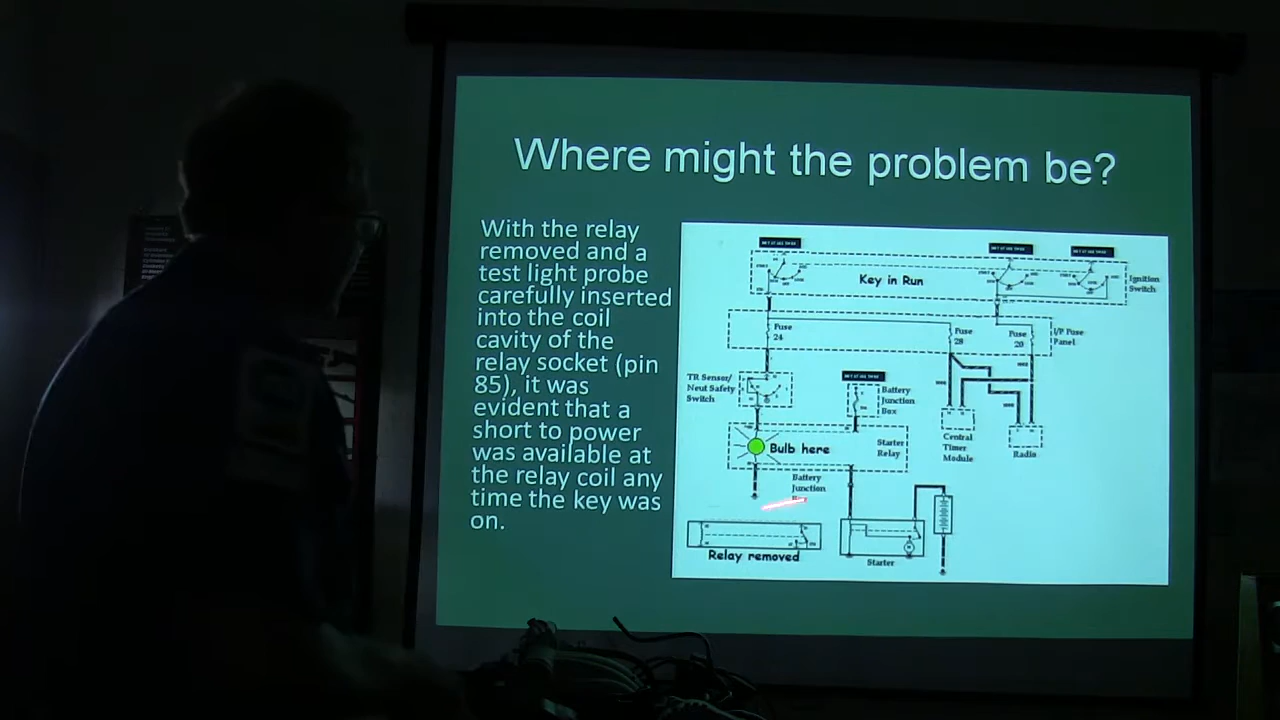 Where might the problem be?
With the relay
removed and a
test light probe
carefully inserted
into the coil
cavity of the
relay socket (pin
85), it was
evident that a
short to power
was available at
the relay coil any
time the key was
on.
Key in Run
Ignition
Switch
Fuse
24
Fuse
28
Fuse
20
I/P Fuse
Panel
TR Sensor/
Neut Safety
Switch
Battery
Junction
Box
Bulb here
Starter
Relay
Central
Timer
Module
Radio
Battery
Junction
Relay removed
Starter